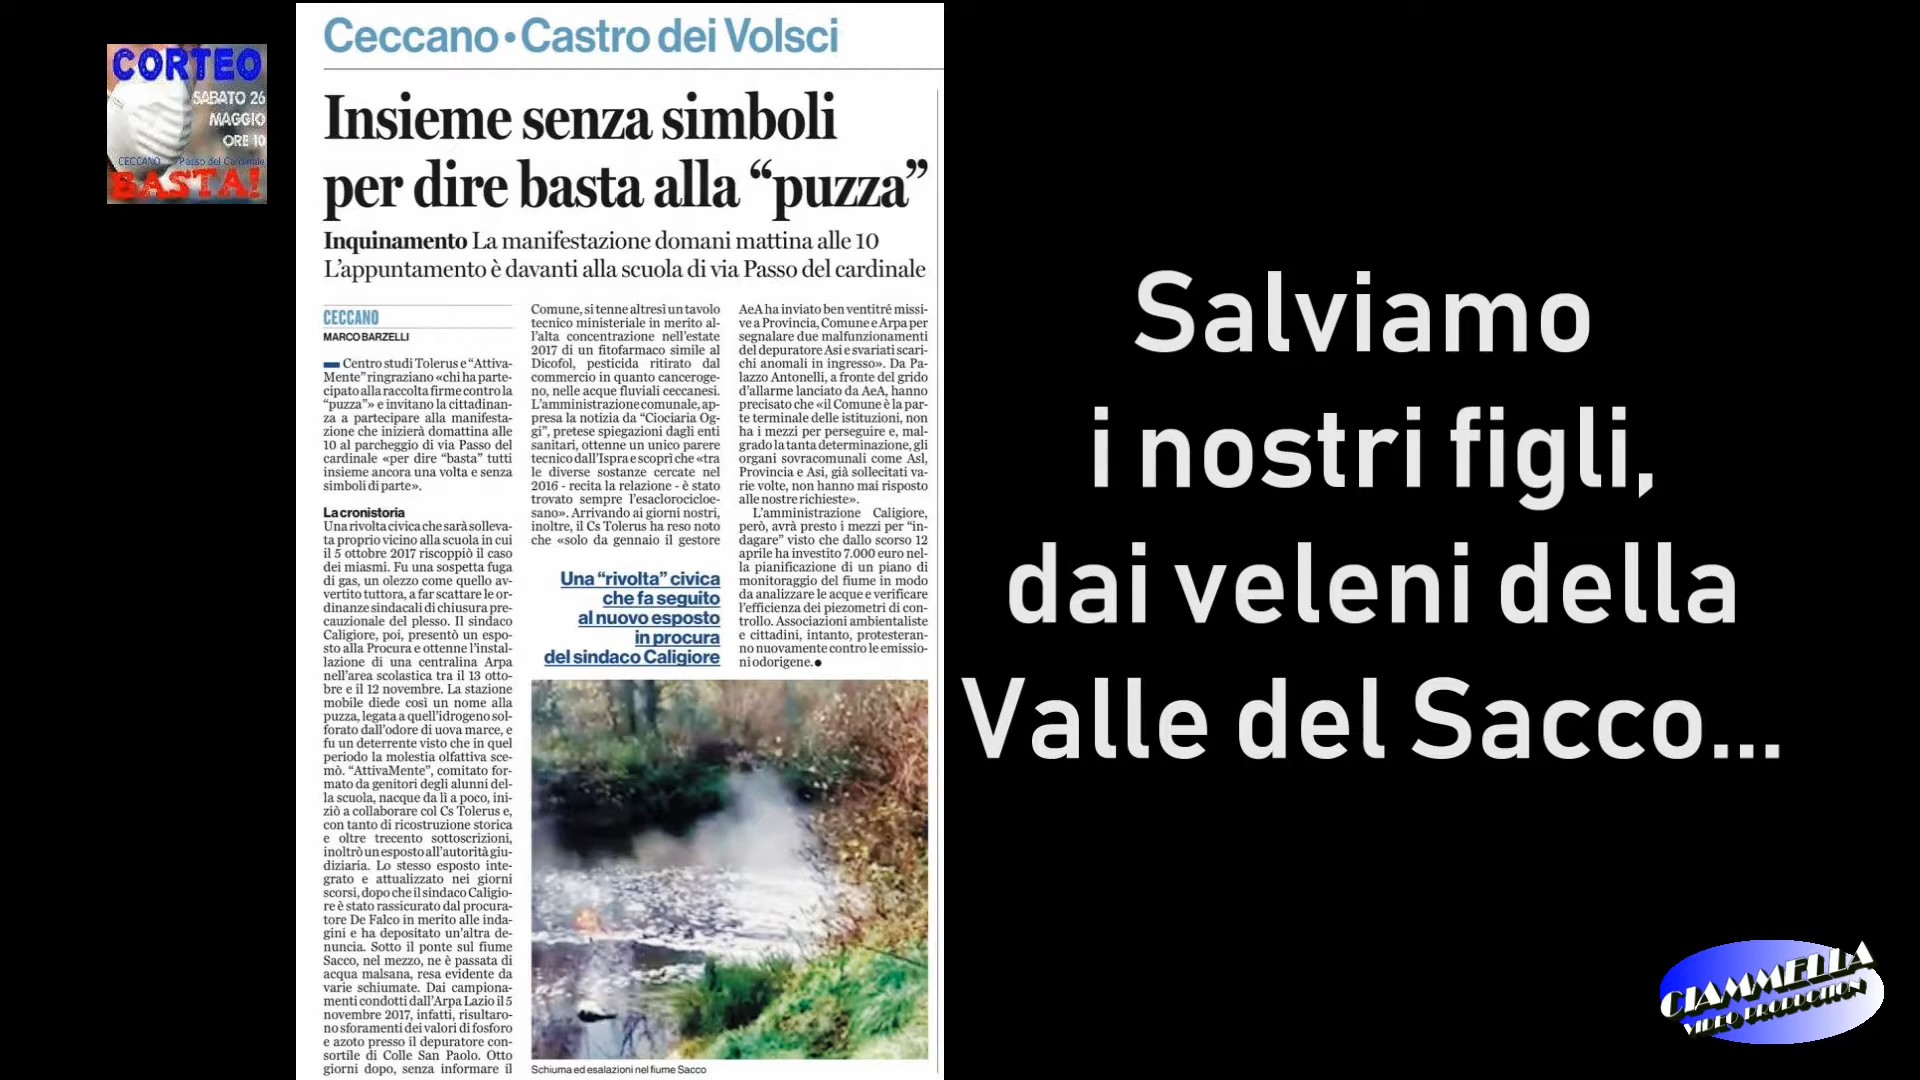 CORTEO
SABATO 26
MAGGIO
ORE 10
CECCANO Passo del Cardinale
BASTA!
Ceccano•Castro dei Volsci
Insieme senza simboli
per dire basta alla “puzza”
Inquinamento La manifestazione domani mattina alle 10
L’appuntamento è davanti alla scuola di via Passo del cardinale
CECCANO
MARCO BARZELLI
Centro studi Tolerus e “Attiva-
Mente” ringraziano «chi ha parte-
cipato alla raccolta firme contro la
“puzza”» e invitano la cittadinan-
za a partecipare alla manifesta-
zione che inizierà domattina alle
10 al parcheggio di via Passo del
cardinale «per dire “basta” tutti
insieme ancora una volta e senza
simboli di parte».
La cronistoria
Una rivolta civica che sarà solleva-
ta proprio vicino alla scuola in cui
il 5 ottobre 2017 riscoppiò il caso
dei miasmi. Fu una sospetta fuga
di gas, un olezzo come quello av-
vertito tuttora, a far scattare le or-
dinanze sindacali di chiusura pre-
cauzionale del plesso. Il sindaco
Caligiore, poi, presentò un espo-
sto alla Procura e ottenne l’instal-
lazione di una centralina Arpa
nell’area scolastica tra il 13 otto-
bre e il 12 novembre. La stazione
mobile diede così un nome alla
puzza, legata a quell’idrogeno sol-
forato dall’odore di uova marce, e
fu un deterrente visto che in quel
periodo la molestia olfattiva sce-
mò. “AttivaMente”, comitato for-
mato da genitori degli alunni del-
la scuola, nacque da lì a poco, ini-
ziò a collaborare col Cs Tolerus e,
con tanto di ricostruzione storica
e oltre trecento sottoscrizioni,
inoltrò un esposto all’autorità giu-
diziaria. Lo stesso esposto inte-
grato e attualizzato nei giorni
scorsi, dopo che il sindaco Caligio-
re è stato rassicurato dal procura-
tore De Falco in merito alle inda-
gini e ha depositato un’altra de-
nuncia. Sotto il ponte sul fiume
Sacco, nel mezzo, ne è passata di
acqua malsana, resa evidente da
varie schiumate. Dai campiona-
menti condotti dall’Arpa Lazio il 5
novembre 2017, infatti, risultaro-
no sforamenti dei valori di fosforo
e azoto presso il depuratore con-
sortile di Colle San Paolo. Otto
giorni dopo, senza informare il
Comune, si tenne altresì un tavolo
tecnico ministeriale in merito al-
l’alta concentrazione nell’estate
2017 di un fitofarmaco simile al
Dicofol, pesticida ritirato dal
commercio in quanto canceroge-
no, nelle acque fluviali ceccanesi.
L’amministrazione comunale, ap-
presa la notizia da “Ciociaria Og-
gi”, pretese spiegazioni dagli enti
sanitari, ottenne un unico parere
tecnico dall’Ispra e scoprì che «tra
le diverse sostanze cercate nel
2016 - recita la relazione - è stato
trovato sempre l’esaclorocicloe-
sano». Arrivando ai giorni nostri,
inoltre, il Cs Tolerus ha reso noto
che «solo da gennaio il gestore
Una “rivolta” civica
che fa seguito
al nuovo esposto
in procura
del sindaco Caligiore
AeA ha inviato ben ventitré missi-
ve a Provincia, Comune e Arpa per
segnalare due malfunzionamenti
del depuratore Asi e svariati scari-
chi anomali in ingresso». Da Pa-
lazzo Antonelli, a fronte del grido
d’allarme lanciato da AeA, hanno
precisato che «il Comune è la par-
te terminale delle istituzioni, non
ha i mezzi per perseguire e, mal-
grado la tanta determinazione, gli
organi sovracomunali come Asl,
Provincia e Asi, già sollecitati va-
rie volte, non hanno mai risposto
alle nostre richieste».
L’amministrazione Caligiore,
però, avrà presto i mezzi per “in-
dagare” visto che dallo scorso 12
aprile ha investito 7.000 euro nel-
la pianificazione di un piano di
monitoraggio del fiume in modo
da analizzare le acque e verificare
l’efficienza dei piezometri di con-
trollo. Associazioni ambientaliste
e cittadini, intanto, protesteran-
no nuovamente contro le emissio-
ni odorigene.●
Schiuma ed esalazioni nel fiume Sacco
Salviamo
i nostri figli,
dai veleni della
Valle del Sacco...
CIAMMELLA
VIDEO PRODUCTION